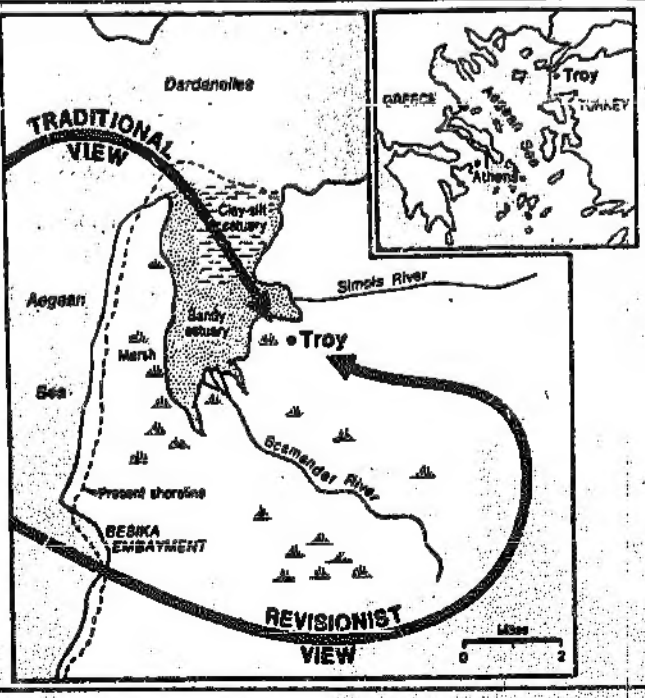 Dardanelles
TRADITIONAL
VIEW
Clay-silt
estuary
Aegean
Sea
Sandy
estuary
Marsh
Simois River
Troy
Scamander River
Present shoreline
BESIKA
EMBAYMENT
REVISIONIST
VIEW
Miles
0 2
GREECE
Aegean
Sea
Troy
TURKEY
Athens